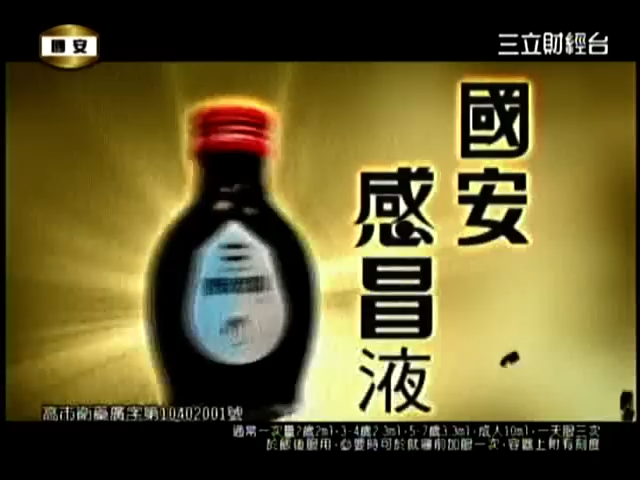 國安
三立財經台
國安
感冒液
高市衛藥廣字第10402001號
通常一次量2歲2ml,3-4歲2.3ml,5-7歲3.3ml,成人10ml,一天服三次
於飯後服用,必要時可於就寢前加服一次,容器上附有刻度